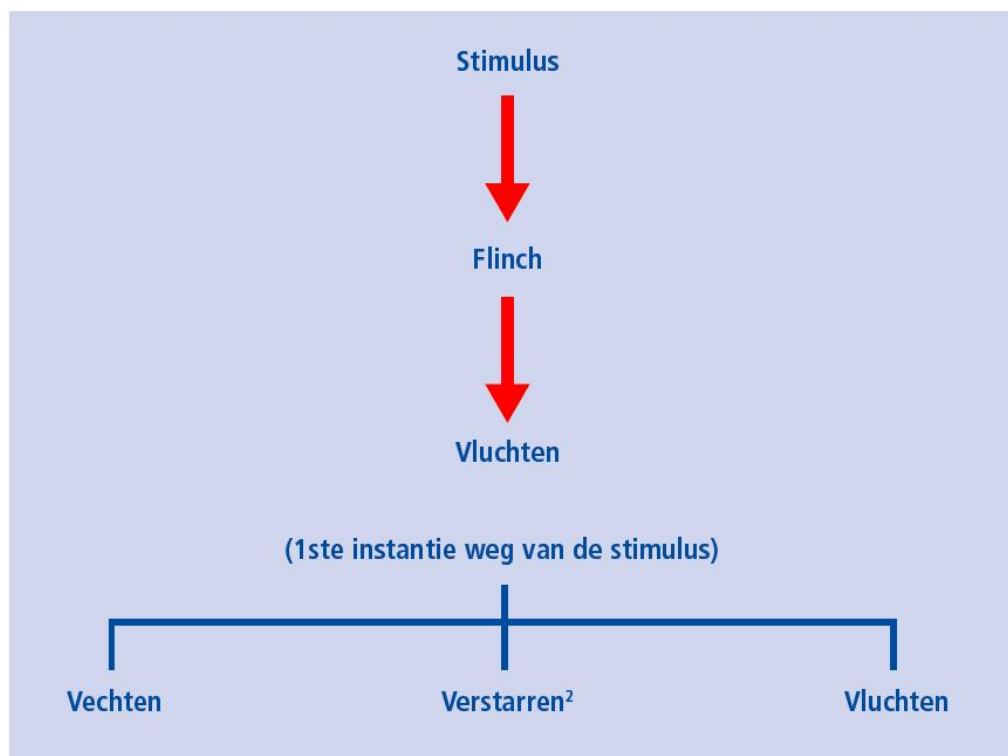 Stimulus
Flinch
Vluchten
(1ste instantie weg van de stimulus)
Vechten Verstarren² Vluchten